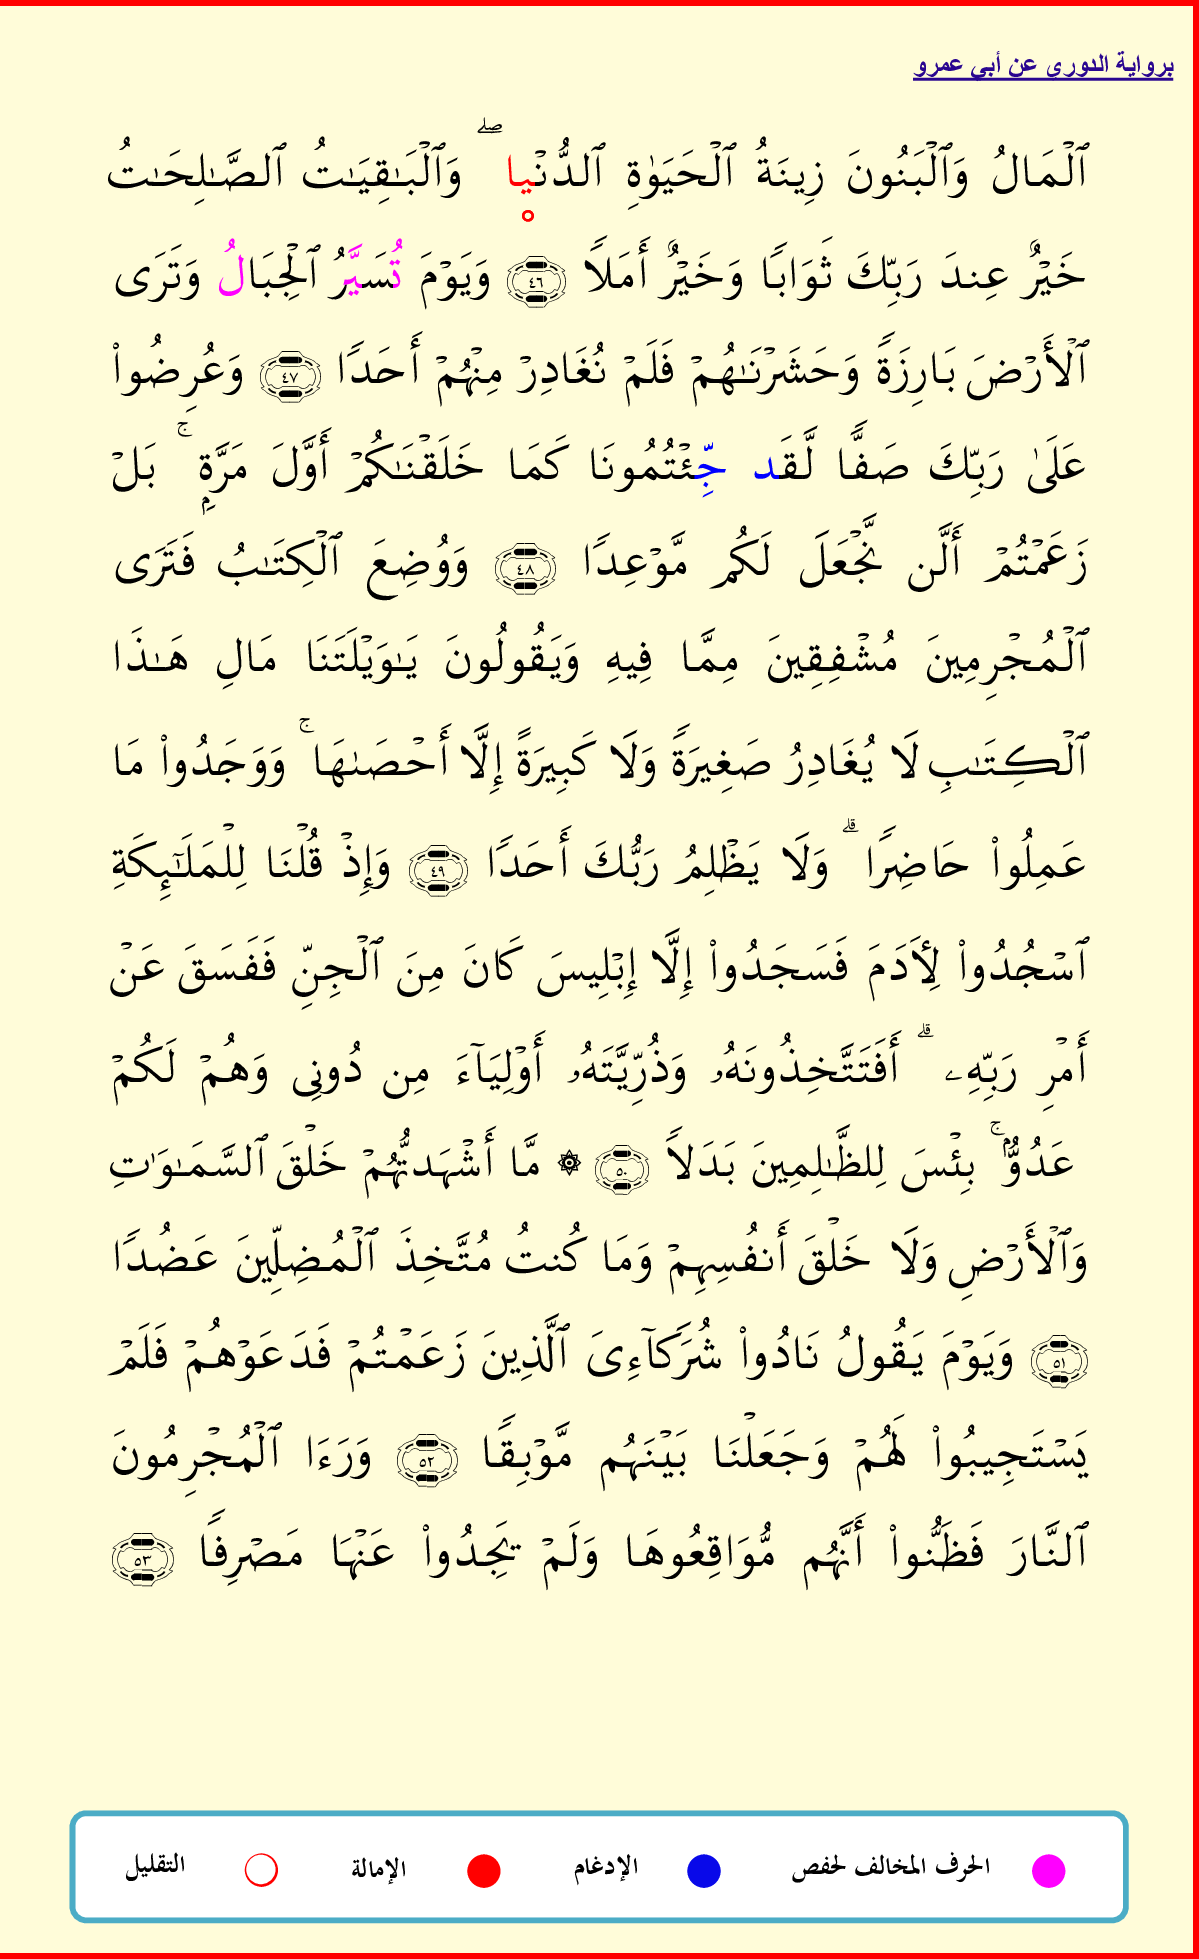 برواية الدورى عن أبى عمرو
ٱلْمَالُ وَٱلْبَنُونَ زِينَةُ ٱلْحَيَوٰةِ ٱلدُّنْيا ۖ وَٱلْبَـٰقِيَـٰتُ ٱلصَّـٰلِحَـٰتُ
خَيْرٌ عِندَ رَبِّكَ ثَوَابًا وَخَيْرٌ أَمَلًا ٤٦ وَيَوْمَ تُسَيَّرُ ٱلْجِبَالُ وَتَرَى
ٱلْأَرْضَ بَارِزَةً وَحَشَرْنَـٰهُمْ فَلَمْ نُغَادِرْ مِنْهُمْ أَحَدًا ٤٧ وَعُرِضُوا۟
عَلَىٰ رَبِّكَ صَفًّا لَّقَد جِّئْتُمُونَا كَمَا خَلَقْنَـٰكُمْ أَوَّلَ مَرَّةٍۭ ۚ بَلْ
زَعَمْتُمْ أَلَّن نَّجْعَلَ لَكُم مَّوْعِدًا ٤٨ وَوُضِعَ ٱلْكِتَـٰبُ فَتَرَى
ٱلْمُجْرِمِينَ مُشْفِقِينَ مِمَّا فِيهِ وَيَقُولُونَ يَـٰوَيْلَتَنَا مَالِ هَـٰذَا
ٱلْكِتَـٰبِ لَا يُغَادِرُ صَغِيرَةً وَلَا كَبِيرَةً إِلَّا أَحْصَىٰهَا ۚ وَوَجَدُوا۟ مَا
عَمِلُوا۟ حَاضِرًا ۗ وَلَا يَظْلِمُ رَبُّكَ أَحَدًا ٤٩ وَإِذْ قُلْنَا لِلْمَلَـٰٓئِكَةِ
ٱسْجُدُوا۟ لِـَٔادَمَ فَسَجَدُوا۟ إِلَّا إِبْلِيسَ كَانَ مِنَ ٱلْجِنِّ فَفَسَقَ عَنْ
أَمْرِ رَبِّهِۦ ۗ أَفَتَتَّخِذُونَهُۥ وَذُرِّيَّتَهُۥ أَوْلِيَآءَ مِن دُونِى وَهُمْ لَكُمْ
عَدُوٌّۢ ۚ بِئْسَ لِلظَّـٰلِمِينَ بَدَلًا ٥٠ ۞ مَّا أَشْهَدتُّهُمْ خَلْقَ ٱلسَّمَـٰوَٰتِ
وَٱلْأَرْضِ وَلَا خَلْقَ أَنفُسِهِمْ وَمَا كُنتُ مُتَّخِذَ ٱلْمُضِلِّينَ عَضُدًا
٥١ وَيَوْمَ يَقُولُ نَادُوا۟ شُرَكَآءِىَ ٱلَّذِينَ زَعَمْتُمْ فَدَعَوْهُمْ فَلَمْ
يَسْتَجِيبُوا۟ لَهُمْ وَجَعَلْنَا بَيْنَهُم مَّوْبِقًا ٥٢ وَرَءَا ٱلْمُجْرِمُونَ
ٱلنَّارَ فَظَنُّوا۟ أَنَّهُم مُّوَاقِعُوهَا وَلَمْ يَجِدُوا۟ عَنْهَا مَصْرِفًا ٥٣
الحرف المخالف لحفص الإدغام الإمالة التقليل